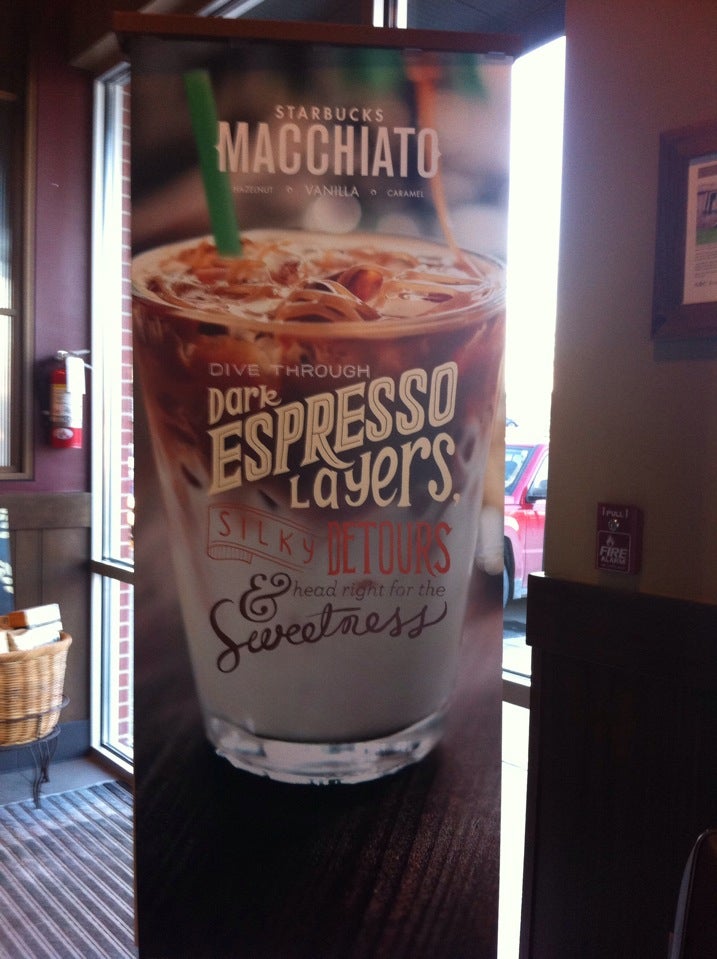 STARBUCKS
MACCHIATO
HAZELNUT VANILLA CARAMEL
DIVE THROUGH
Dark
ESPRESSO
Layers,
SILKY DETOURS
& head right for the
Sweetness
PULL
FIRE
ALARM